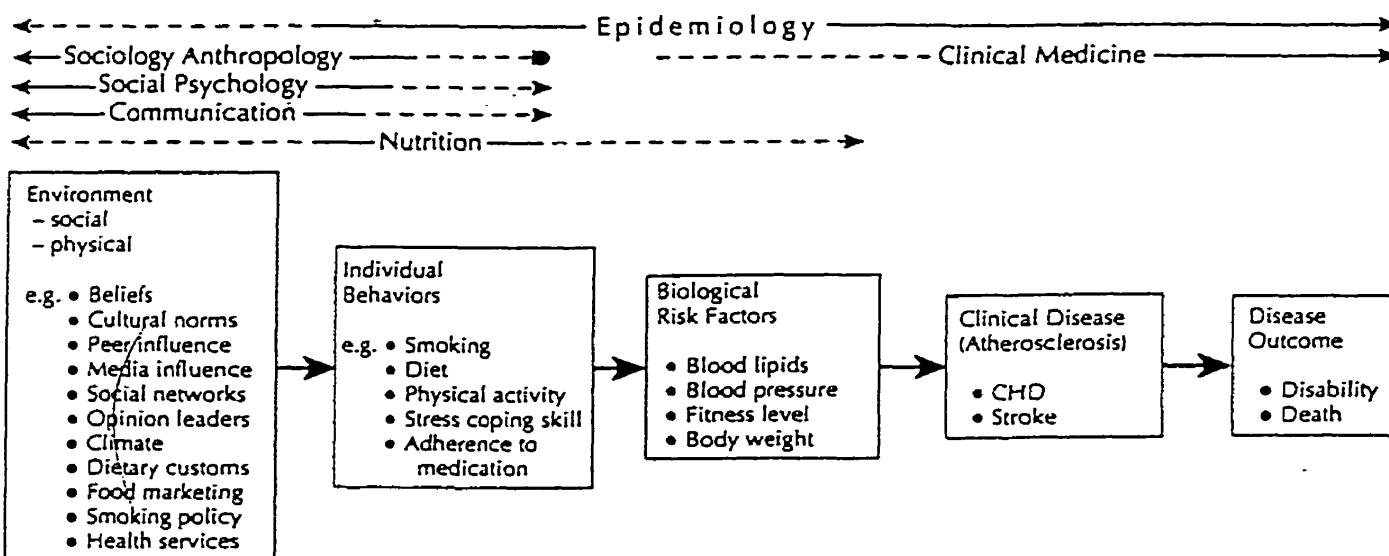 Epidemiology
Sociology Anthropology
Clinical Medicine
Social Psychology
Communication
Nutrition
Environment
– social
– physical
e.g. • Beliefs
• Cultural norms
• Peer influence
• Media influence
• Social networks
• Opinion leaders
• Climate
• Dietary customs
• Food marketing
• Smoking policy
• Health services
Individual
Behaviors
e.g. • Smoking
• Diet
• Physical activity
• Stress coping skill
• Adherence to
medication
Biological
Risk Factors
• Blood lipids
• Blood pressure
• Fitness level
• Body weight
Clinical Disease
(Atherosclerosis)
• CHD
• Stroke
Disease
Outcome
• Disability
• Death